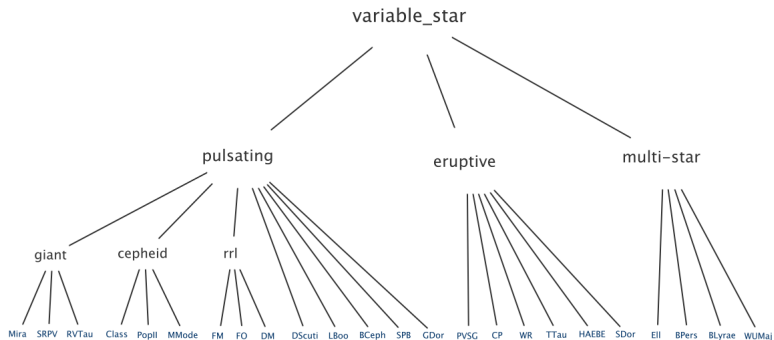 variable_star
pulsating eruptive multi-star
giant cepheid rrl
Mira SRPV RVTau Class PopII MMode FM FO DM DScuti LBoo BCeph SPB GDor PVSG CP WR TTau HAEBE SDor Ell BPers BLyrae WUMaj